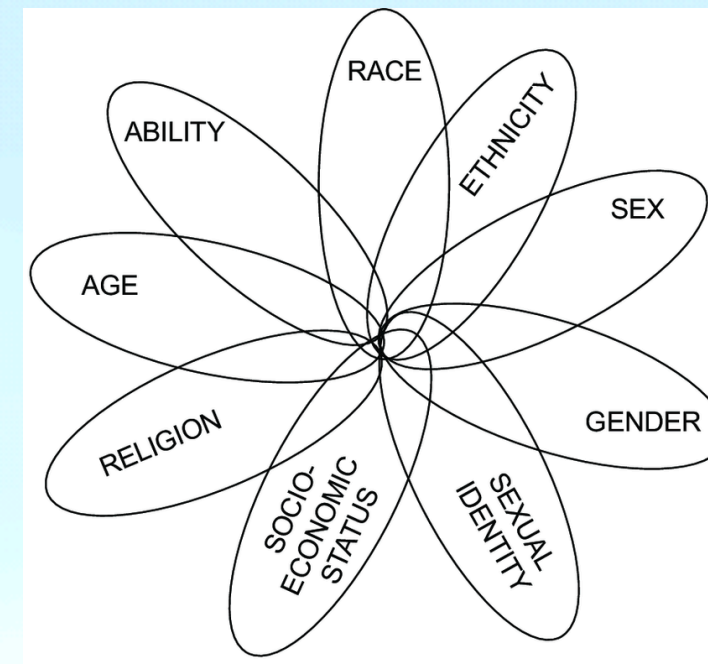 RACE
ETHNICITY
SEX
GENDER
SEXUAL
IDENTITY
SOCIO-
ECONOMIC
STATUS
RELIGION
AGE
ABILITY